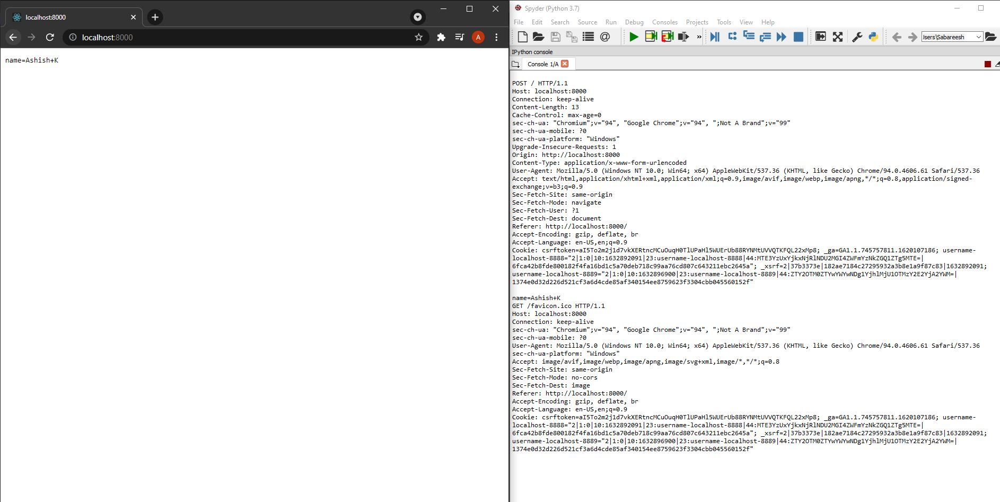 localhost:8000
localhost:8000
A
name=Ashish+K
Spyder (Python 3.7)
File Edit Search Source Run Debug Consoles Projects Tools View Help
Jsers\Sabareesh
IPython console
Console 1/A
POST / HTTP/1.1
Host: localhost:8000
Connection: keep-alive
Content-Length: 13
Cache-Control: max-age=0
sec-ch-ua: "Chromium";v="94", "Google Chrome";v="94", ";Not A Brand";v="99"
sec-ch-ua-mobile: ?0
sec-ch-ua-platform: "Windows"
Upgrade-Insecure-Requests: 1
Origin: http://localhost:8000
Content-Type: application/x-www-form-urlencoded
User-Agent: Mozilla/5.0 (Windows NT 10.0; Win64; x64) AppleWebKit/537.36 (KHTML, like Gecko) Chrome/94.0.4606.61 Safari/537.36
Accept: text/html,application/xhtml+xml,application/xml;q=0.9,image/avif,image/webp,image/apng,*/*;q=0.8,application/signed-
exchange;v=b3;q=0.9
Sec-Fetch-Site: same-origin
Sec-Fetch-Mode: navigate
Sec-Fetch-User: ?1
Sec-Fetch-Dest: document
Referer: http://localhost:8000/
Accept-Encoding: gzip, deflate, br
Accept-Language: en-US,en;q=0.9
Cookie: csrftoken=aI5To2m2j1d7vkXERtncMCuOuqH0TlUPaHl5WUErUb88RYNMtUVVQTKFQL22xMp8; _ga=GA1.1.745757811.1620107186; username-
localhost-8888="2|1:0|10:1632892091|23:username-localhost-8888|44:MTE3YzUxYjkxNjRlNDU2MGI4ZWFmYzNkZGQ1ZTg5MTE=|
6fca42b8fde800182f4fa16bd1c5a70deb718c99aa76cd807c643211ebc2645a"; _xsrf=2|37b3373e|182ae7184c27295932a3b8e1a9f87c83|1632892091;
username-localhost-8889="2|1:0|10:1632896900|23:username-localhost-8889|44:ZTY2OTM0ZTYwYWYwNDg1YjhlMjU1OTMzY2E2YjA2YWM=|
1374e0d32d226d521cf3a6d4cde85af340154ee8759623f3304cbb045560152f"
name=Ashish+K
GET /favicon.ico HTTP/1.1
Host: localhost:8000
Connection: keep-alive
sec-ch-ua: "Chromium";v="94", "Google Chrome";v="94", ";Not A Brand";v="99"
sec-ch-ua-mobile: ?0
User-Agent: Mozilla/5.0 (Windows NT 10.0; Win64; x64) AppleWebKit/537.36 (KHTML, like Gecko) Chrome/94.0.4606.61 Safari/537.36
sec-ch-ua-platform: "Windows"
Accept: image/avif,image/webp,image/apng,image/svg+xml,image/*,*/*;q=0.8
Sec-Fetch-Site: same-origin
Sec-Fetch-Mode: no-cors
Sec-Fetch-Dest: image
Referer: http://localhost:8000/
Accept-Encoding: gzip, deflate, br
Accept-Language: en-US,en;q=0.9
Cookie: csrftoken=aI5To2m2j1d7vkXERtncMCuOuqH0TlUPaHl5WUErUb88RYNMtUVVQTKFQL22xMp8; _ga=GA1.1.745757811.1620107186; username-
localhost-8888="2|1:0|10:1632892091|23:username-localhost-8888|44:MTE3YzUxYjkxNjRlNDU2MGI4ZWFmYzNkZGQ1ZTg5MTE=|
6fca42b8fde800182f4fa16bd1c5a70deb718c99aa76cd807c643211ebc2645a"; _xsrf=2|37b3373e|182ae7184c27295932a3b8e1a9f87c83|1632892091;
username-localhost-8889="2|1:0|10:1632896900|23:username-localhost-8889|44:ZTY2OTM0ZTYwYWYwNDg1YjhlMjU1OTMzY2E2YjA2YWM=|
1374e0d32d226d521cf3a6d4cde85af340154ee8759623f3304cbb045560152f"